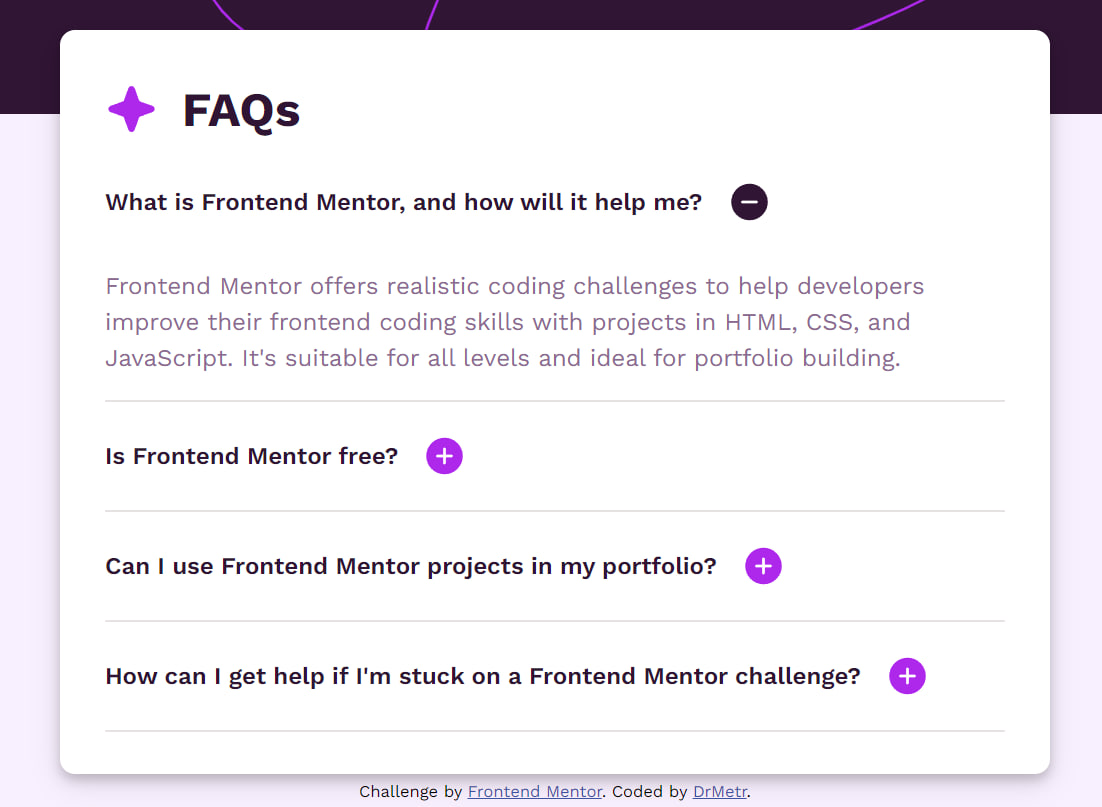 FAQs
What is Frontend Mentor, and how will it help me?
Frontend Mentor offers realistic coding challenges to help developers
improve their frontend coding skills with projects in HTML, CSS, and
JavaScript. It's suitable for all levels and ideal for portfolio building.
Is Frontend Mentor free?
Can I use Frontend Mentor projects in my portfolio?
How can I get help if I'm stuck on a Frontend Mentor challenge?
Challenge by Frontend Mentor. Coded by DrMetr.